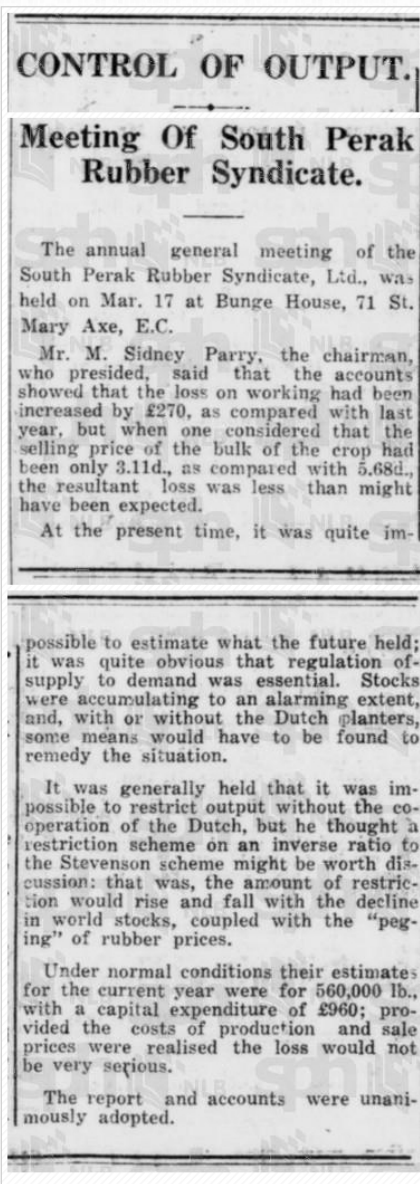 CONTROL OF OUTPUT.
Meeting Of South Perak
Rubber Syndicate.
The annual general meeting of the
South Perak Rubber Syndicate, Ltd., was
held on Mar. 17 at Bunge House, 71 St.
Mary Axe, E.C.
Mr. M. Sidney Parry, the chairman,
who presided, said that the accounts
showed that the loss on working had been
increased by £270, as compared with last
year, but when one considered that the
selling price of the bulk of the crop had
been only 3.11d., as compared with 5.68d.,
the resultant loss was less than might
have been expected.
At the present time, it was quite im-
possible to estimate what the future held;
it was quite obvious that regulation of
supply to demand was essential. Stocks
were accumulating to an alarming extent,
and, with or without the Dutch planters,
some means would have to be found to
remedy the situation.
It was generally held that it was im-
possible to restrict output without the co-
operation of the Dutch, but he thought a
restriction scheme on an inverse ratio to
the Stevenson scheme might be worth dis-
cussion: that was, the amount of restric-
tion would rise and fall with the decline
in world stocks, coupled with the "peg-
ing" of rubber prices.
Under normal conditions their estimates
for the current year were for 560,000 lb.,
with a capital expenditure of £960; pro-
vided the costs of production and sale
prices were realised the loss would not
be very serious.
The report and accounts were unani-
mously adopted.